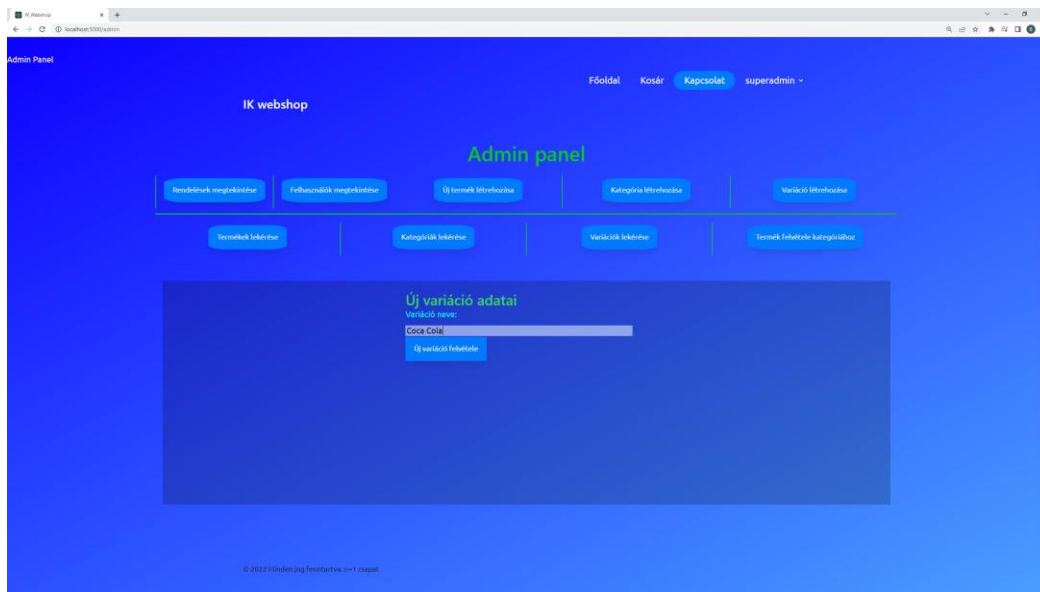 IK Webshop
localhost:5000/admin
Admin Panel
Főoldal Kosár Kapcsolat superadmin
IK webshop
Admin panel
Rendelések megtekintése Felhasználók megtekintése Új termék létrehozása Kategória létrehozása Variáció létrehozása
Termékek lekérése Kategóriák lekérése Variációk lekérése Termék felvétele kategóriához
Új variáció adatai
Variáció neve:
Coca Cola
Új variáció felvétele
© 2022 Minden jog fenntartva. csapat